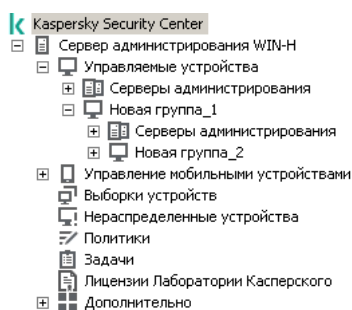 Kaspersky Security Center
Сервер администрирования WIN-H
Управляемые устройства
Серверы администрирования
Новая группа_1
Серверы администрирования
Новая группа_2
Управление мобильными устройствами
Выборки устройств
Нераспределенные устройства
Политики
Задачи
Лицензии Лаборатории Касперского
Дополнительно